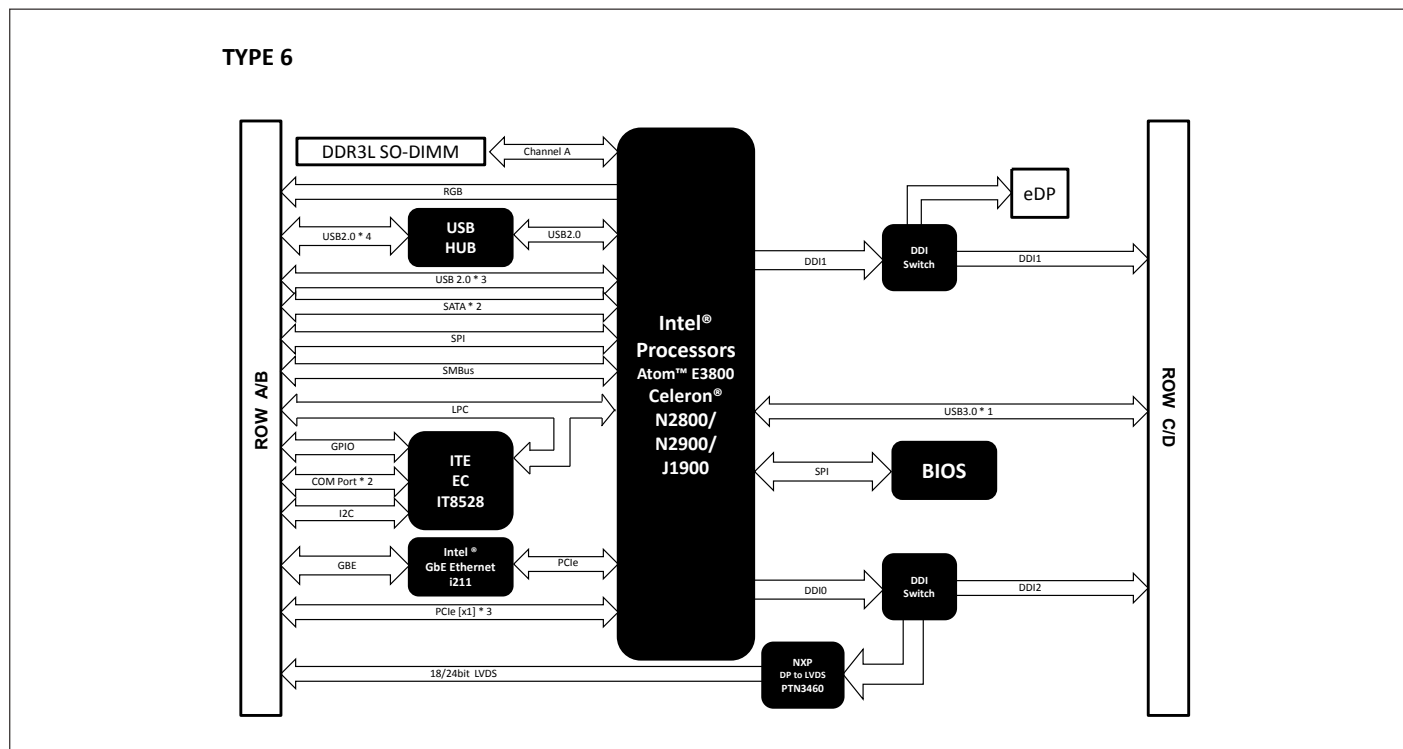 TYPE 6
ROW A/B
DDR3L SO-DIMM
Channel A
RGB
USB2.0 * 4
USB
HUB
USB2.0
USB 2.0 * 3
SATA * 2
SPI
SMBus
LPC
GPIO
COM Port * 2
I2C
ITE
EC
IT8528
GBE
Intel ®
GbE Ethernet
i211
PCIe
PCIe [x1] * 3
18/24bit LVDS
Intel®
Processors
Atom™ E3800
Celeron®
N2800/
N2900/
J1900
eDP
DDI1
DDI
Switch
DDI1
USB3.0 * 1
SPI
BIOS
DDI0
DDI
Switch
DDI2
NXP
DP to LVDS
PTN3460
ROW C/D